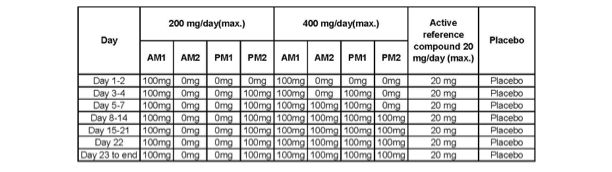 Day 200 mg/day(max.) 400 mg/day(max.) Active reference compound 20 mg/day (max.) Placebo
AM1 AM2 PM1 PM2 AM1 AM2 PM1 PM2
Day 1-2 100mg 0mg 0mg 0mg 100mg 0mg 0mg 0mg 20 mg Placebo
Day 3-4 100mg 0mg 0mg 100mg 100mg 0mg 100mg 0mg 20 mg Placebo
Day 5-7 100mg 0mg 0mg 100mg 100mg 100mg 100mg 0mg 20 mg Placebo
Day 8-14 100mg 0mg 0mg 100mg 100mg 100mg 100mg 100mg 20 mg Placebo
Day 15-21 100mg 0mg 0mg 100mg 100mg 100mg 100mg 100mg 20 mg Placebo
Day 22 100mg 0mg 0mg 100mg 100mg 100mg 100mg 100mg 20 mg Placebo
Day 23 to end 100mg 0mg 0mg 100mg 100mg 100mg 100mg 100mg 20 mg Placebo